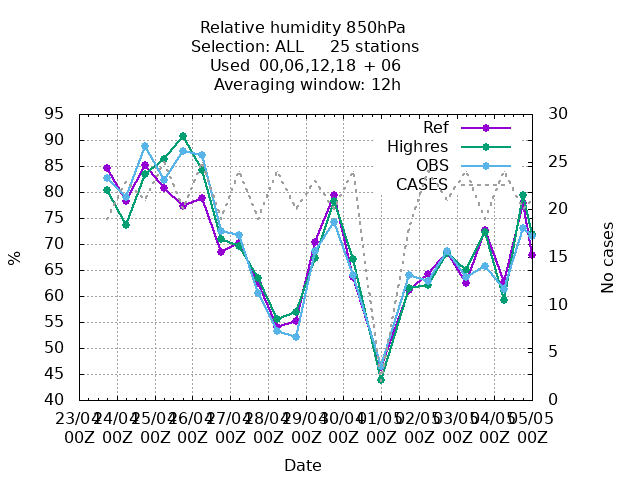 Relative humidity 850hPa
Selection: ALL 25 stations
Used 00,06,12,18 + 06
Averaging window: 12h
95
90
85
80
75
70
65
60
55
50
45
40
30
25
20
15
10
5
0
Ref
Highres
OBS
CASES
%
No cases
23/04 24/04 25/04 26/04 27/04 28/04 29/04 30/04 01/05 02/05 03/05 04/05 05/05
00Z 00Z 00Z 00Z 00Z 00Z 00Z 00Z 00Z 00Z 00Z 00Z 00Z
Date